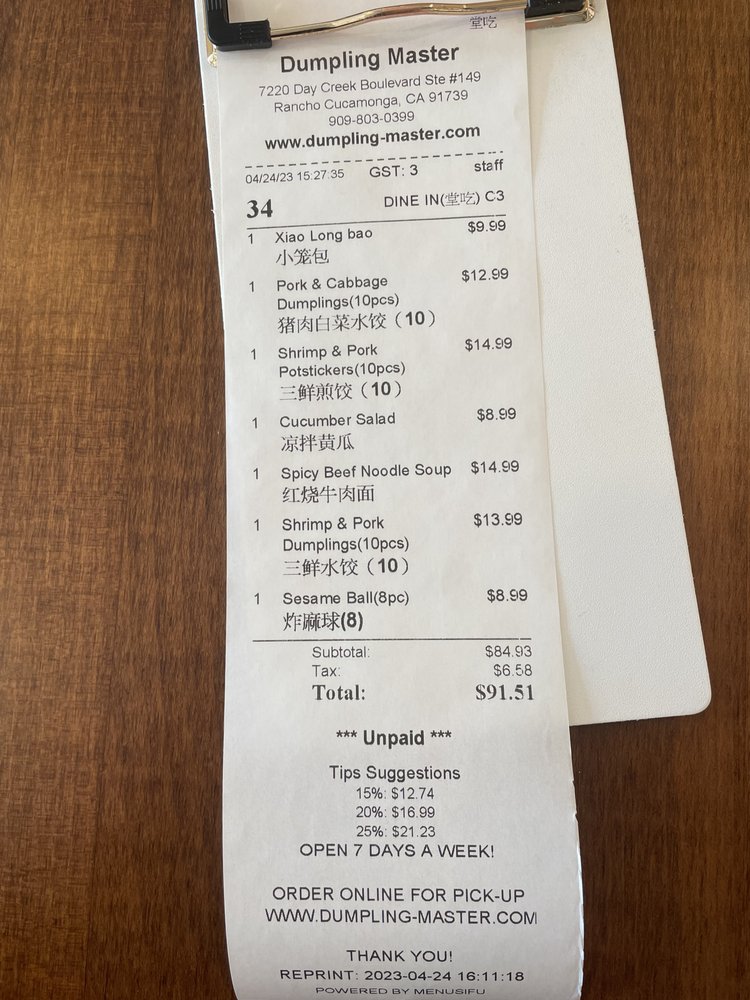 堂吃
Dumpling Master
7220 Day Creek Boulevard Ste #149
Rancho Cucamonga, CA 91739
909-803-0399
www.dumpling-master.com
04/24/23 15:27:35 GST: 3 staff
34 DINE IN(堂吃) C3
1 Xiao Long bao $9.99
小笼包
1 Pork & Cabbage $12.99
Dumplings(10pcs)
猪肉白菜水饺（10）
1 Shrimp & Pork $14.99
Potstickers(10pcs)
三鲜煎饺（10）
1 Cucumber Salad $8.99
凉拌黄瓜
1 Spicy Beef Noodle Soup $14.99
红烧牛肉面
1 Shrimp & Pork $13.99
Dumplings(10pcs)
三鲜水饺（10）
1 Sesame Ball(8pc) $8.99
炸麻球(8)
Subtotal: $84.93
Tax: $6.58
Total: $91.51
*** Unpaid ***
Tips Suggestions
15%: $12.74
20%: $16.99
25%: $21.23
OPEN 7 DAYS A WEEK!
ORDER ONLINE FOR PICK-UP
WWW.DUMPLING-MASTER.COM
THANK YOU!
REPRINT: 2023-04-24 16:11:18
POWERED BY MENUSIFU